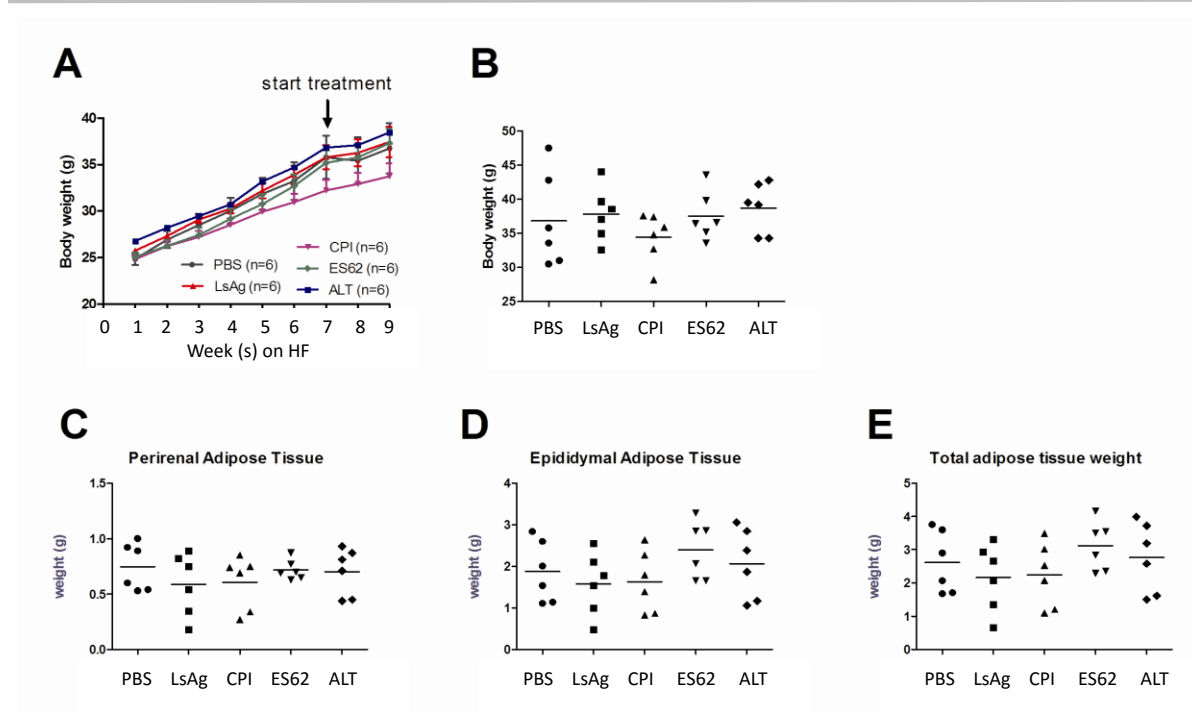 A
start treatment
Body weight (g)
40
35
30
25
20
PBS (n=6)
LsAg (n=6)
CPI (n=6)
ES62 (n=6)
ALT (n=6)
0 1 2 3 4 5 6 7 8 9
Week (s) on HF
B
Body weight (g)
50
45
40
35
30
25
PBS LsAg CPI ES62 ALT
C
Perirenal Adipose Tissue
weight (g)
1.5
1.0
0.5
0.0
PBS LsAg CPI ES62 ALT
D
Epididymal Adipose Tissue
weight (g)
4
3
2
1
0
PBS LsAg CPI ES62 ALT
E
Total adipose tissue weight
weight (g)
5
4
3
2
1
0
PBS LsAg CPI ES62 ALT